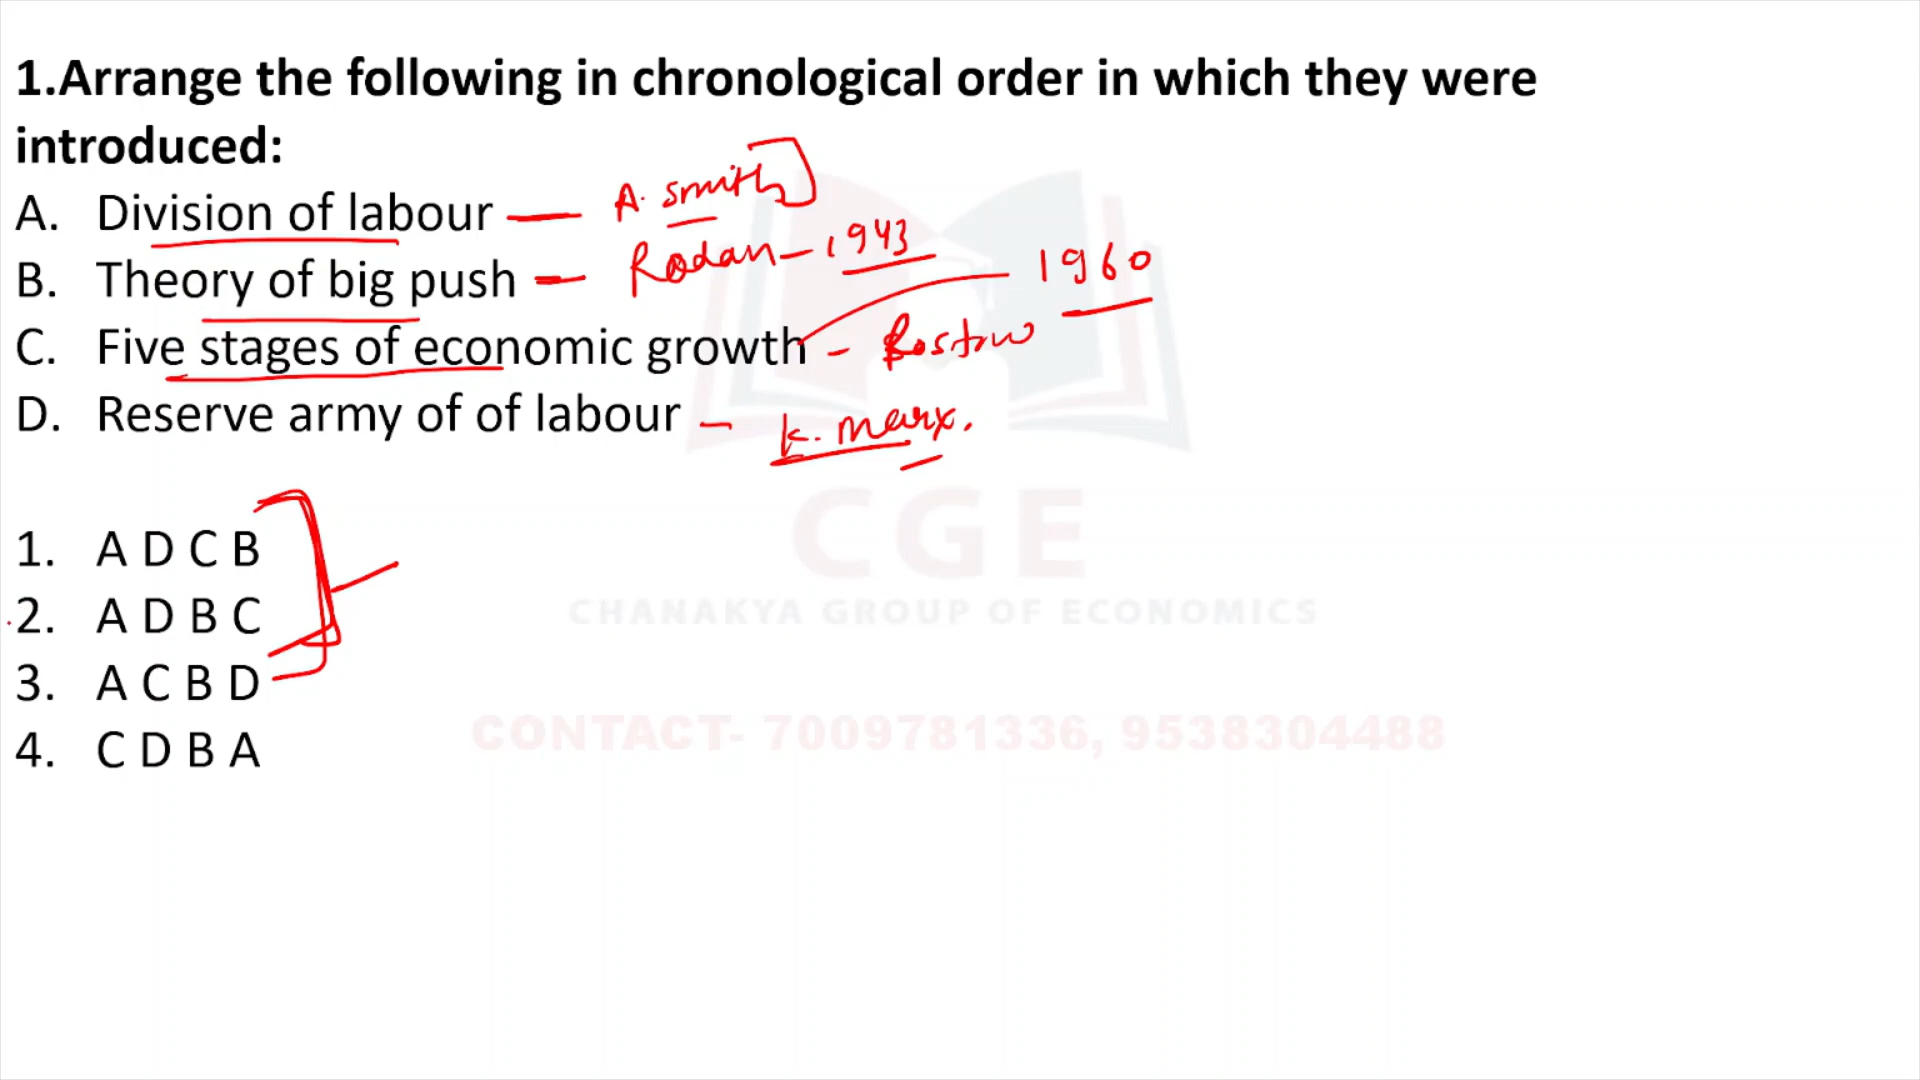 1.Arrange the following in chronological order in which they were
introduced:
A. Division of labour — A. Smith
B. Theory of big push — Rodan – 1943
1960
C. Five stages of economic growth - Rostow
D. Reserve army of of labour - K. Marx.
1. A D C B
2. A D B C
3. A C B D
4. C D B A
CGE
CHANAKYA GROUP OF ECONOMICS
CONTACT- 7009781336, 9538304488